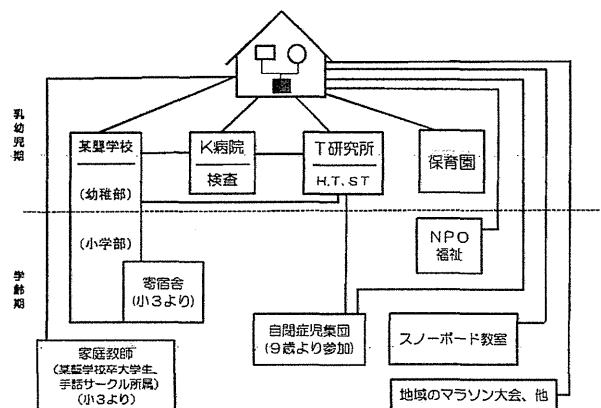 乳幼児期
某聾学校
(幼稚部)
(小学部)
K病院
検査
T研究所
H.T、ST
保育園
学齢期
寄宿舎
(小3より)
NPO
福祉
自閉症児集団
(9歳より参加)
スノーボード教室
家庭教師
(某聾学校卒大学生、
手話サークル所属)
(小3より)
地域のマラソン大会、他